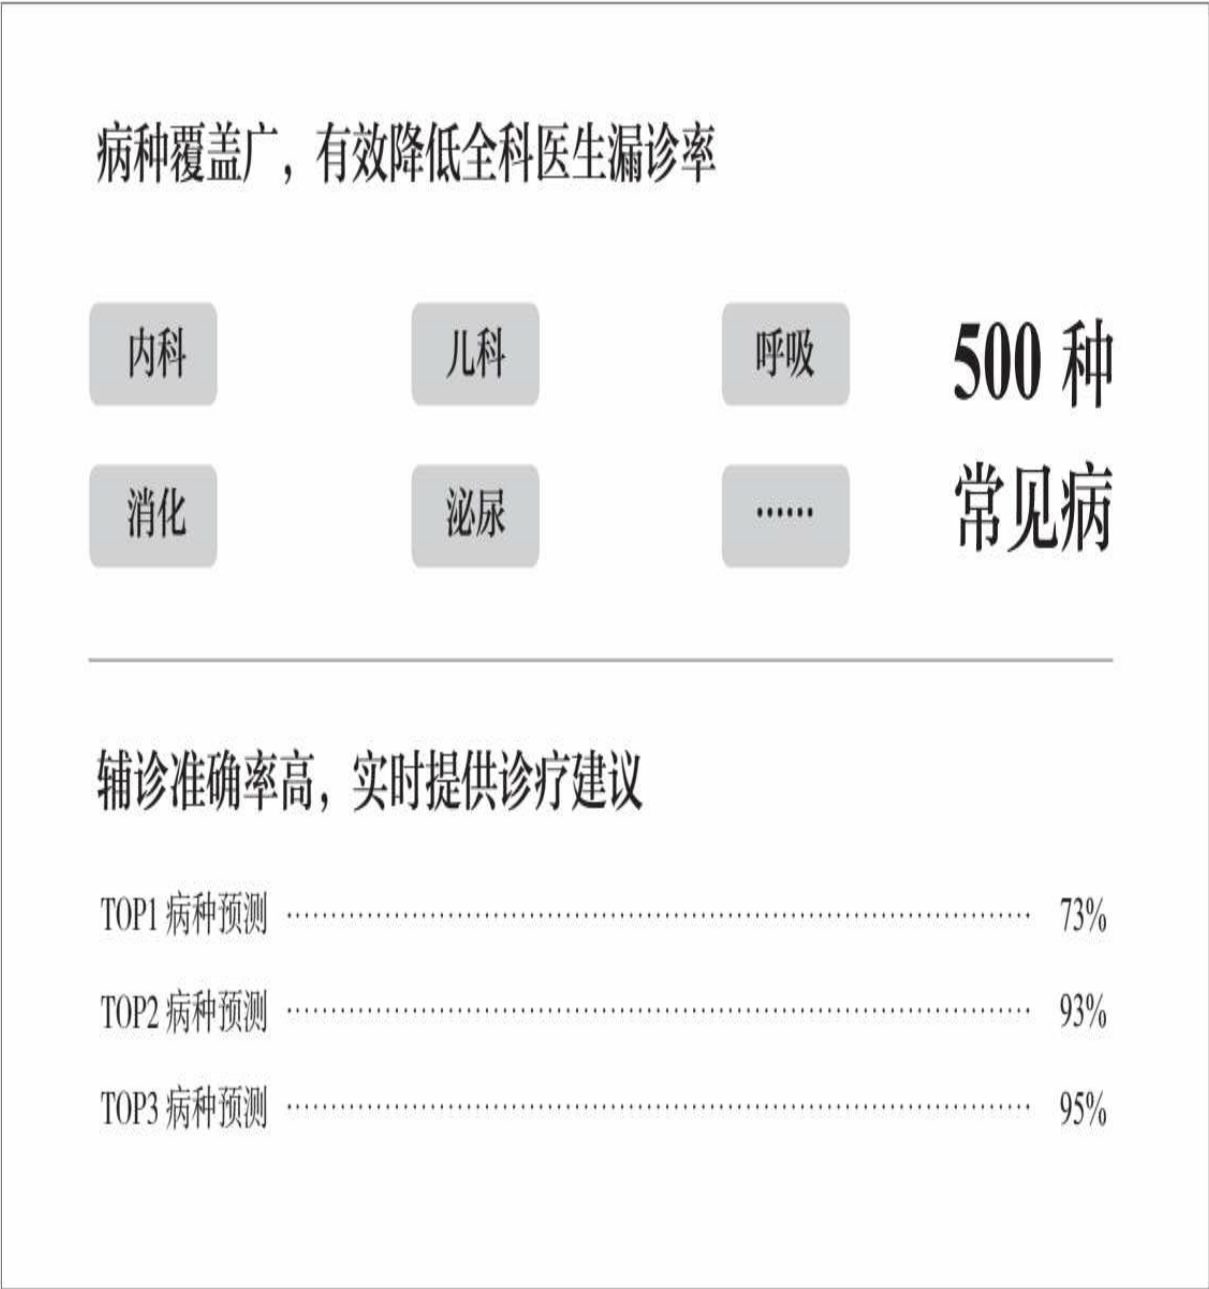 病种覆盖广，有效降低全科医生漏诊率
内科 儿科 呼吸 500 种
消化 泌尿 …… 常见病
辅诊准确率高，实时提供诊疗建议
TOP1 病种预测 73%
TOP2 病种预测 93%
TOP3 病种预测 95%